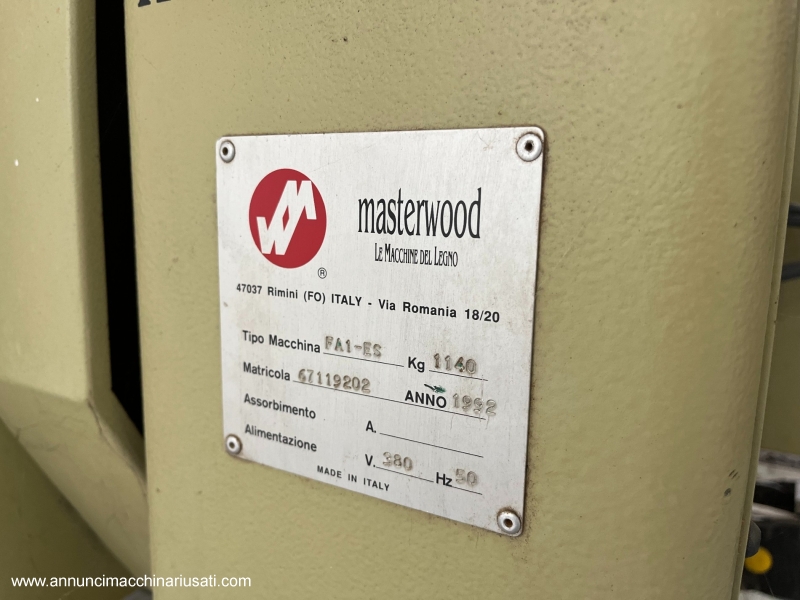 MW
®
masterwood
LE MACCHINE DEL LEGNO
47037 Rimini (FO) ITALY - Via Romania 18/20
Tipo Macchina FA1-ES Kg 1140
Matricola 67119202 ANNO 1992
Assorbimento A.
Alimentazione V. 380 Hz 50
MADE IN ITALY
www.annuncimacchinariusati.com